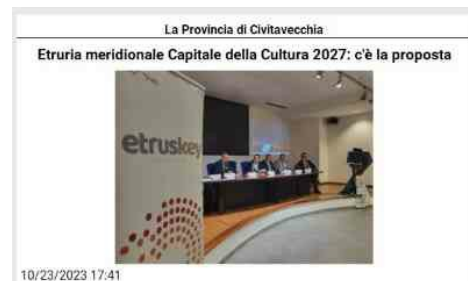 La Provincia di Civitavecchia
Etruria meridionale Capitale della Cultura 2027: c'è la proposta
etruskey
10/23/2023 17:41